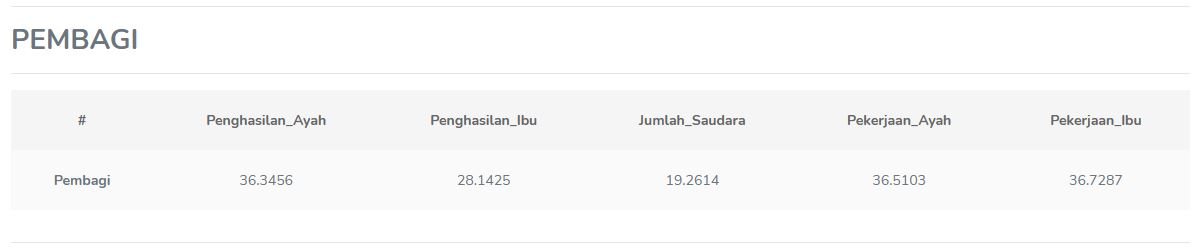 PEMBAGI
# Penghasilan_Ayah Penghasilan_Ibu Jumlah_Saudara Pekerjaan_Ayah Pekerjaan_Ibu
Pembagi 36.3456 28.1425 19.2614 36.5103 36.7287